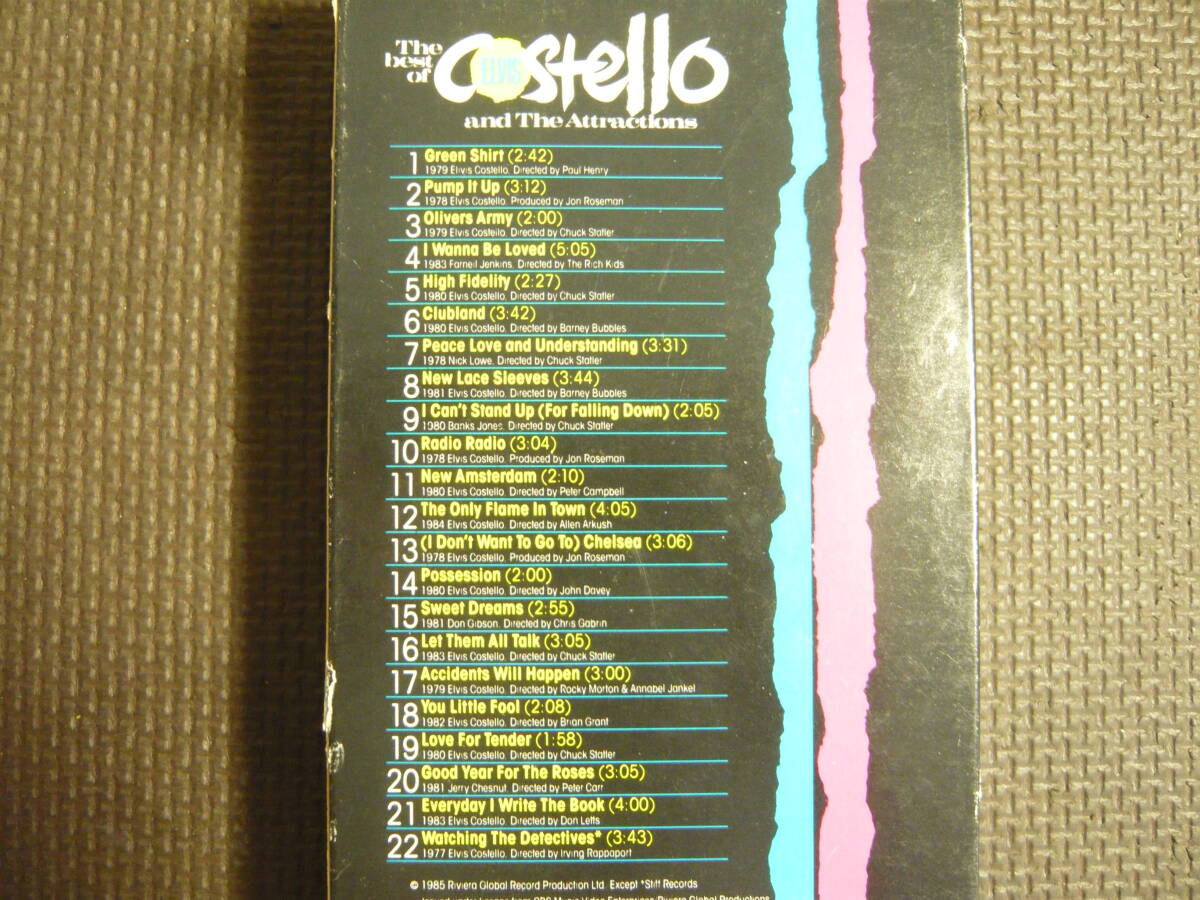 The
best
of
ELVIS
Costello
and The Attractions
1 Green Shirt (2:42)
1979 Elvis Costello. Directed by Paul Henry
2 Pump It Up (3:12)
1978 Elvis Costello. Produced by Jon Roseman
3 Olivers Army (2:00)
1979 Elvis Costello. Directed by Chuck Statler
4 I Wanna Be Loved (5:05)
1983 Farnell Jenkins. Directed by The Rich Kids
5 High Fidelity (2:27)
1980 Elvis Costello. Directed by Chuck Statler
6 Clubland (3:42)
1980 Elvis Costello. Directed by Barney Bubbles
7 Peace Love and Understanding (3:31)
1978 Nick Lowe. Directed by Chuck Statler
8 New Lace Sleeves (3:44)
1981 Elvis Costello. Directed by Barney Bubbles
9 I Can't Stand Up (For Falling Down) (2:05)
1980 Banks Jones. Directed by Chuck Statler
10 Radio Radio (3:04)
1978 Elvis Costello. Produced by Jon Roseman
11 New Amsterdam (2:10)
1980 Elvis Costello. Directed by Peter Campbell
12 The Only Flame In Town (4:05)
1984 Elvis Costello. Directed by Allen Arkush
13 (I Don't Want To Go To) Chelsea (3:06)
1978 Elvis Costello. Produced by Jon Roseman
14 Possession (2:00)
1980 Elvis Costello. Directed by John Davey
15 Sweet Dreams (2:55)
1981 Don Gibson. Directed by Chris Gabrin
16 Let Them All Talk (3:05)
1983 Elvis Costello. Directed by Chuck Statler
17 Accidents Will Happen (3:00)
1979 Elvis Costello. Directed by Rocky Morton & Annabel Jankel
18 You Little Fool (2:08)
1982 Elvis Costello. Directed by Brian Grant
19 Love For Tender (1:58)
1980 Elvis Costello. Directed by Chuck Statler
20 Good Year For The Roses (3:05)
1981 Jerry Chesnut. Directed by Peter Carr
21 Everyday I Write The Book (4:00)
1983 Elvis Costello. Directed by Don Letts
22 Watching The Detectives* (3:43)
1977 Elvis Costello. Directed by Irving Rappaport
© 1985 Riviera Global Record Production Ltd. Except *Stiff Records
Issued under license from CBS Music Video Enterprises/Riviera Global Productions